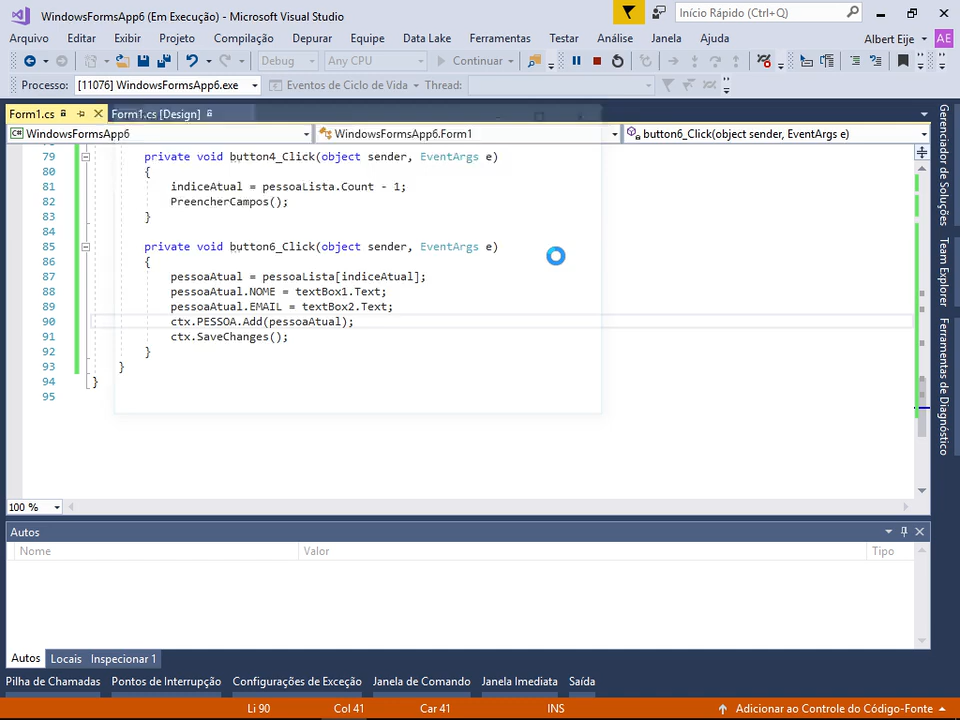 WindowsFormsApp6 (Em Execução) - Microsoft Visual Studio
Início Rápido (Ctrl+Q)
Arquivo Editar Exibir Projeto Compilação Depurar Equipe Data Lake Ferramentas Testar Análise Janela Ajuda Albert Eije AE
Debug Any CPU Continuar
Processo: [11076] WindowsFormsApp6.exe Eventos de Ciclo de Vida Thread:
Form1.cs Form1.cs [Design]
C# WindowsFormsApp6 WindowsFormsApp6.Form1 button6_Click(object sender, EventArgs e)
79 private void button4_Click(object sender, EventArgs e)
80 {
81 indiceAtual = pessoaLista.Count - 1;
82 PreencherCampos();
83 }
84
85 private void button6_Click(object sender, EventArgs e)
86 {
87 pessoaAtual = pessoaLista[indiceAtual];
88 pessoaAtual.NOME = textBox1.Text;
89 pessoaAtual.EMAIL = textBox2.Text;
90 ctx.PESSOA.Add(pessoaAtual);
91 ctx.SaveChanges();
92 }
93 }
94 }
95
100 %
Autos
Nome Valor Tipo
Autos Locais Inspecionar 1
Pilha de Chamadas Pontos de Interrupção Configurações de Exceção Janela de Comando Janela Imediata Saída
Li 90 Col 41 Car 41 INS Adicionar ao Controle do Código-Fonte
Gerenciador de Soluções
Team Explorer
Ferramentas de Diagnóstico